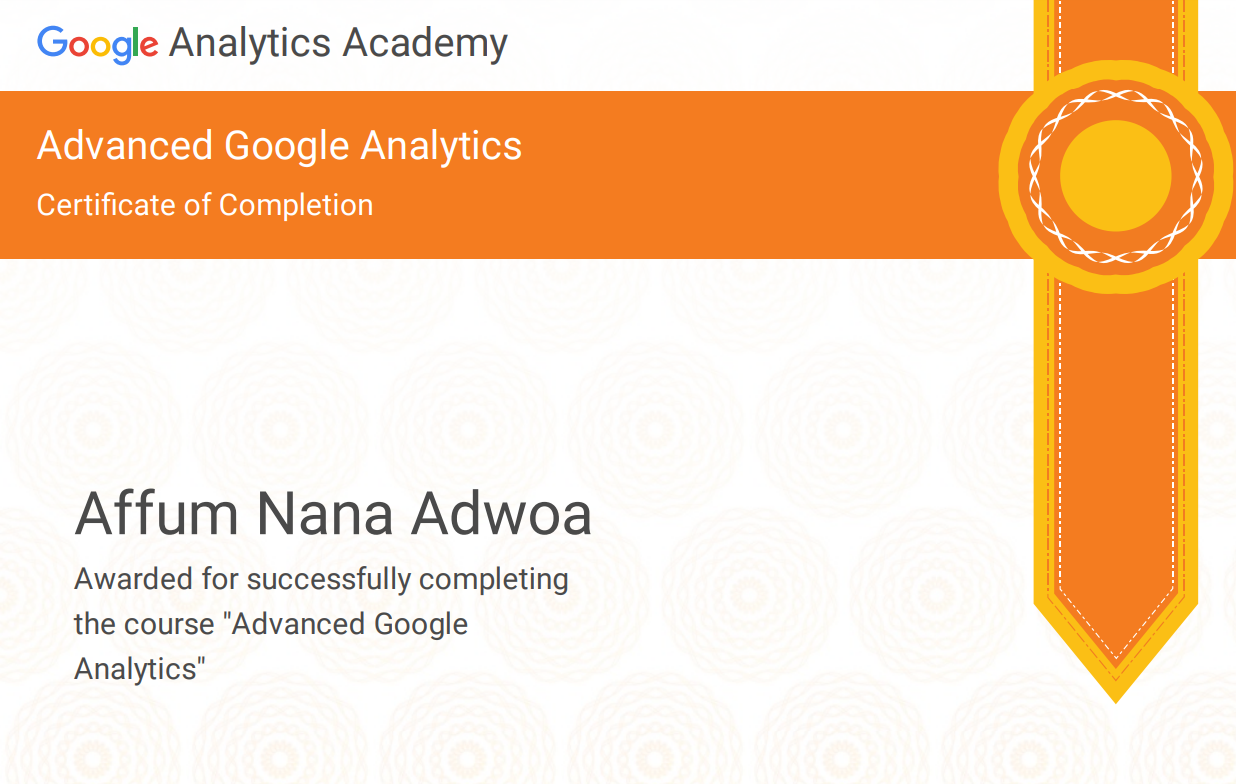 Google Analytics Academy
Advanced Google Analytics
Certificate of Completion
Affum Nana Adwoa
Awarded for successfully completing
the course "Advanced Google
Analytics"